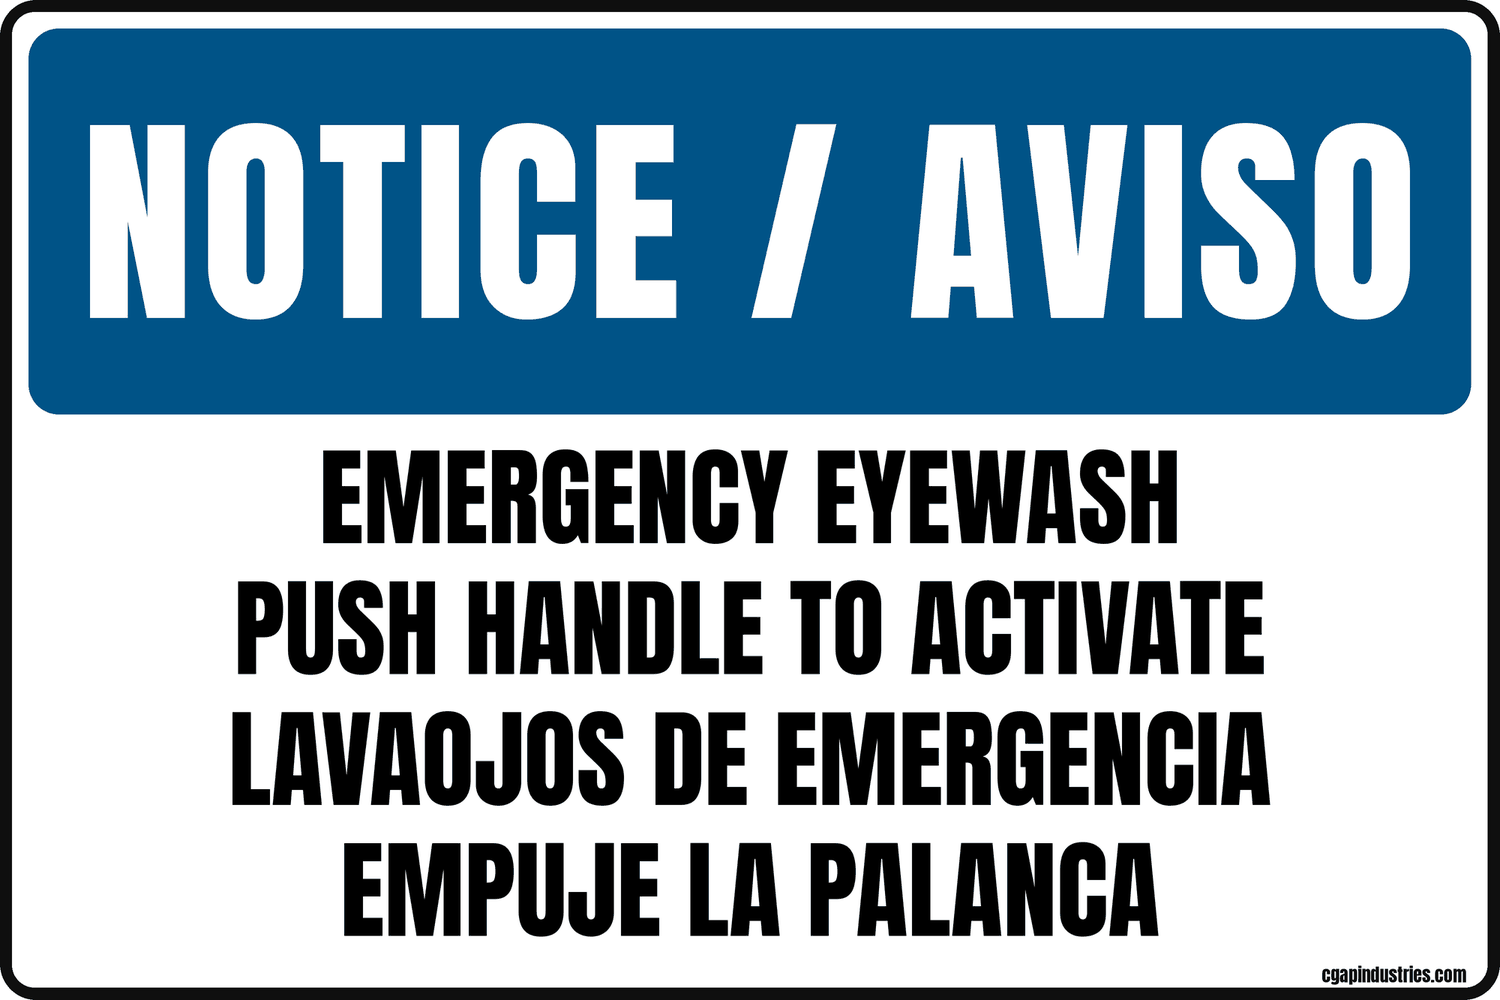 NOTICE / AVISO
EMERGENCY EYEWASH
PUSH HANDLE TO ACTIVATE
LAVAOJOS DE EMERGENCIA
EMPUJE LA PALANCA
cgapindustries.com